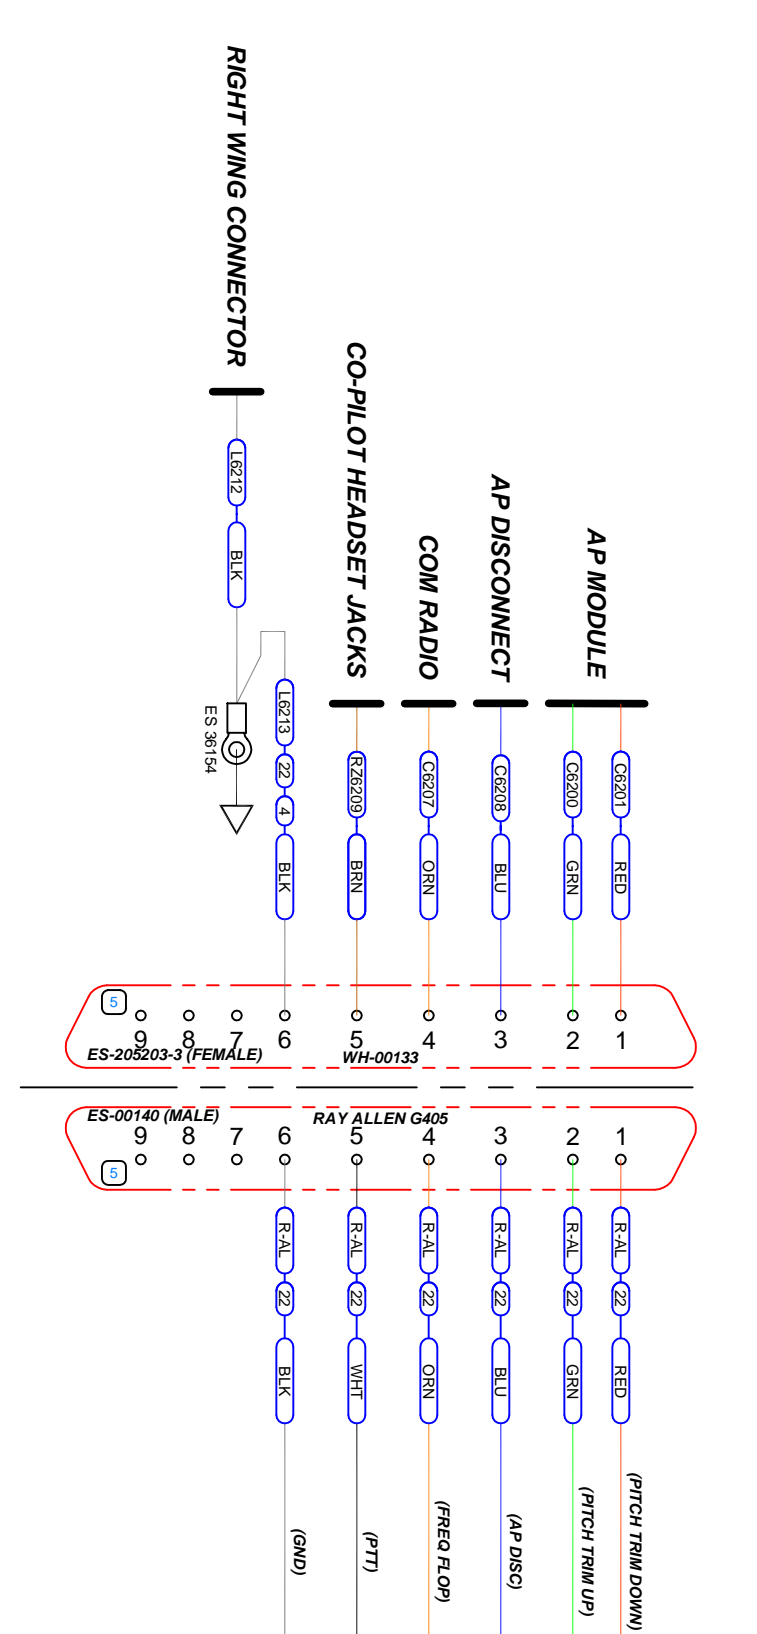 RIGHT WING CONNECTOR
CO-PILOT HEADSET JACKS
COM RADIO
AP DISCONNECT
AP MODULE
L6212
BLK
ES 36154
L6213
22
4
BLK
RZ6209
BRN
C6207
ORN
C6208
BLU
C6200
GRN
C6201
RED
5
9 8 7 6 5 4 3 2 1
ES-205203-3 (FEMALE) WH-00133
ES-00140 (MALE) RAY ALLEN G405
9 8 7 6 5 4 3 2 1
5
R-AL
22
BLK
(GND)
R-AL
22
WHT
(PTT)
R-AL
22
ORN
(FREQ FLOP)
R-AL
22
BLU
(AP DISC)
R-AL
22
GRN
(PITCH TRIM UP)
R-AL
22
RED
(PITCH TRIM DOWN)